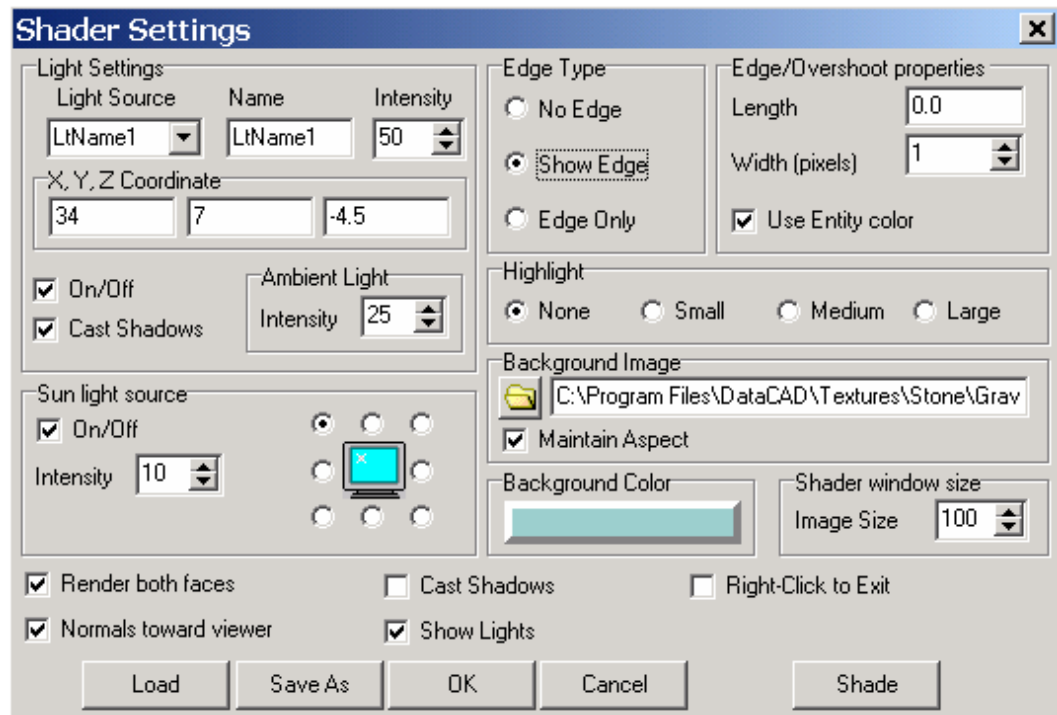 Shader Settings
Light Settings
Light Source Name Intensity
LtName1 LtName1 50
X, Y, Z Coordinate
34 7 -4.5
On/Off
Cast Shadows
Ambient Light
Intensity 25
Sun light source
On/Off
Intensity 10
Edge Type
No Edge
Show Edge
Edge Only
Edge/Overshoot properties
Length 0.0
Width (pixels) 1
Use Entity color
Highlight
None Small Medium Large
Background Image
C:\Program Files\DataCAD\Textures\Stone\Grav
Maintain Aspect
Background Color
Shader window size
Image Size 100
Render both faces Cast Shadows Right-Click to Exit
Normals toward viewer Show Lights
Load Save As OK Cancel Shade